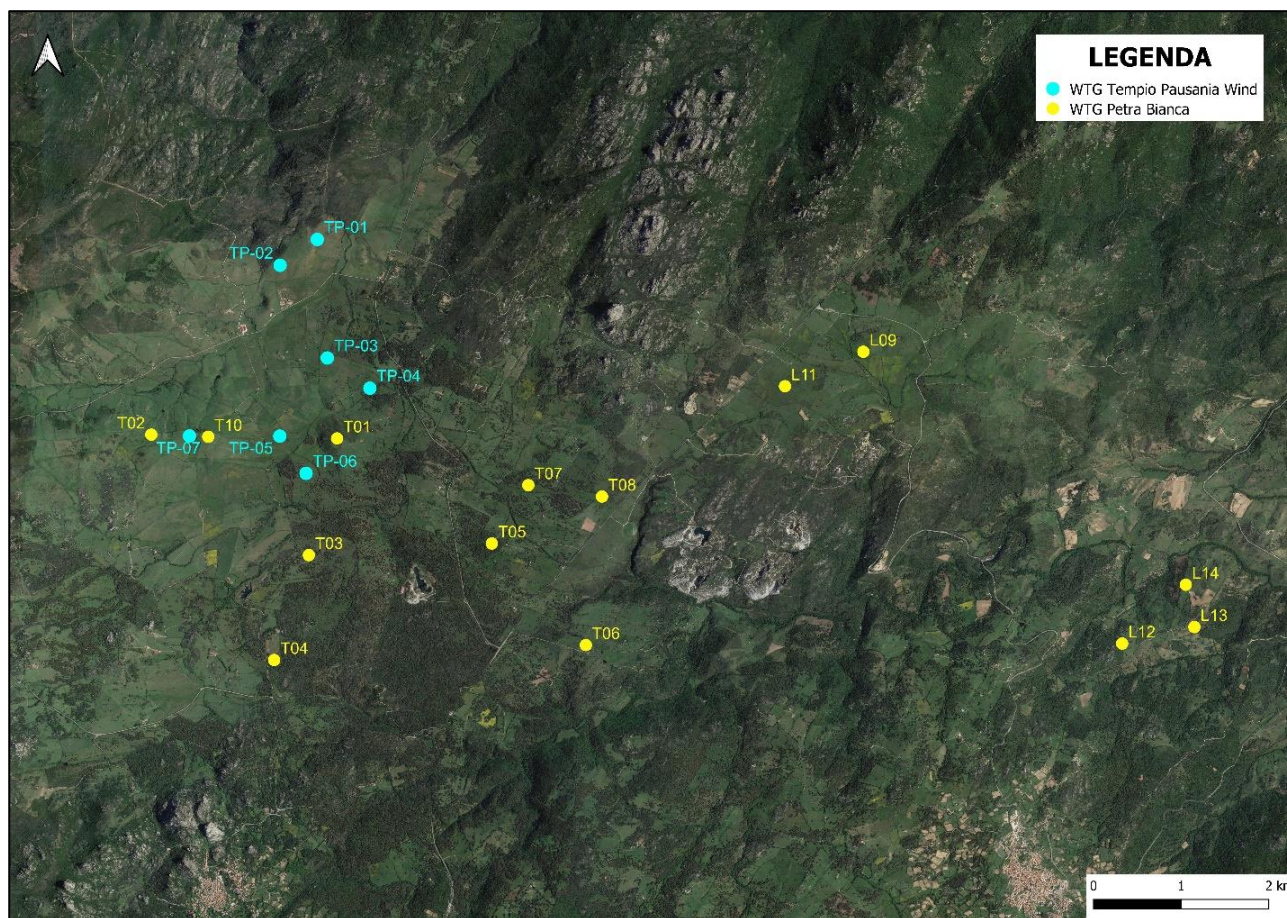 LEGENDA
WTG Tempio Pausania Wind
WTG Petra Bianca
TP-01
TP-02
TP-03
TP-04
L09
L11
T02
TP-07
T10
TP-05
T01
TP-06
T07
T08
T05
T03
L14
L13
L12
T06
T04
0 1 2 km